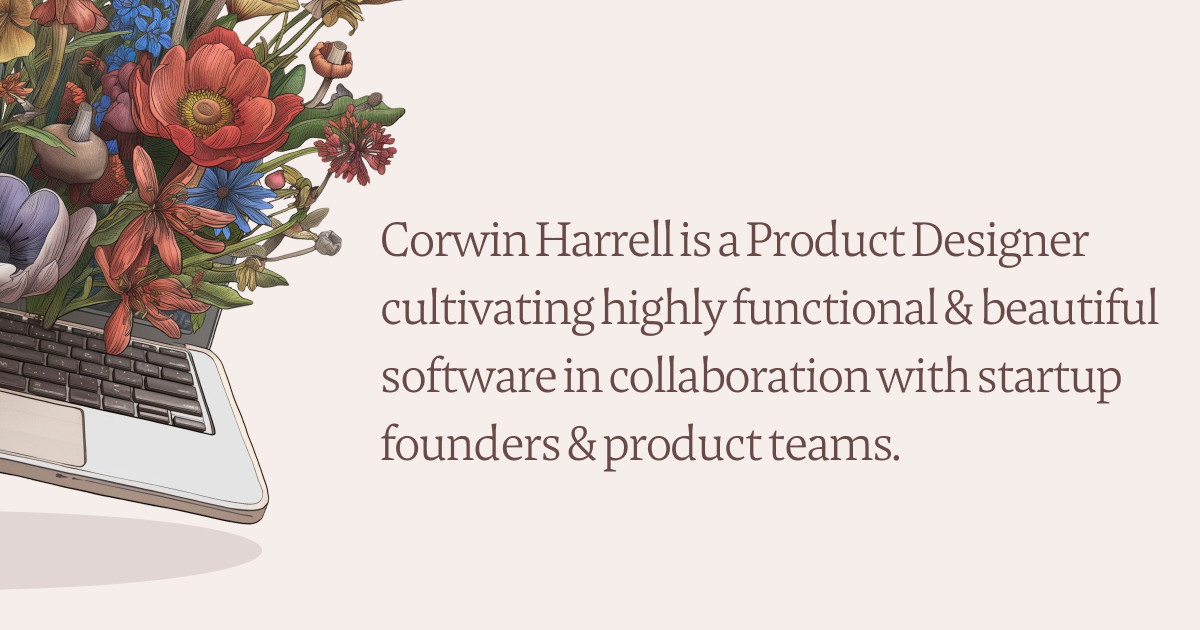 Corwin Harrell is a Product Designer
cultivating highly functional & beautiful
software in collaboration with startup
founders & product teams.